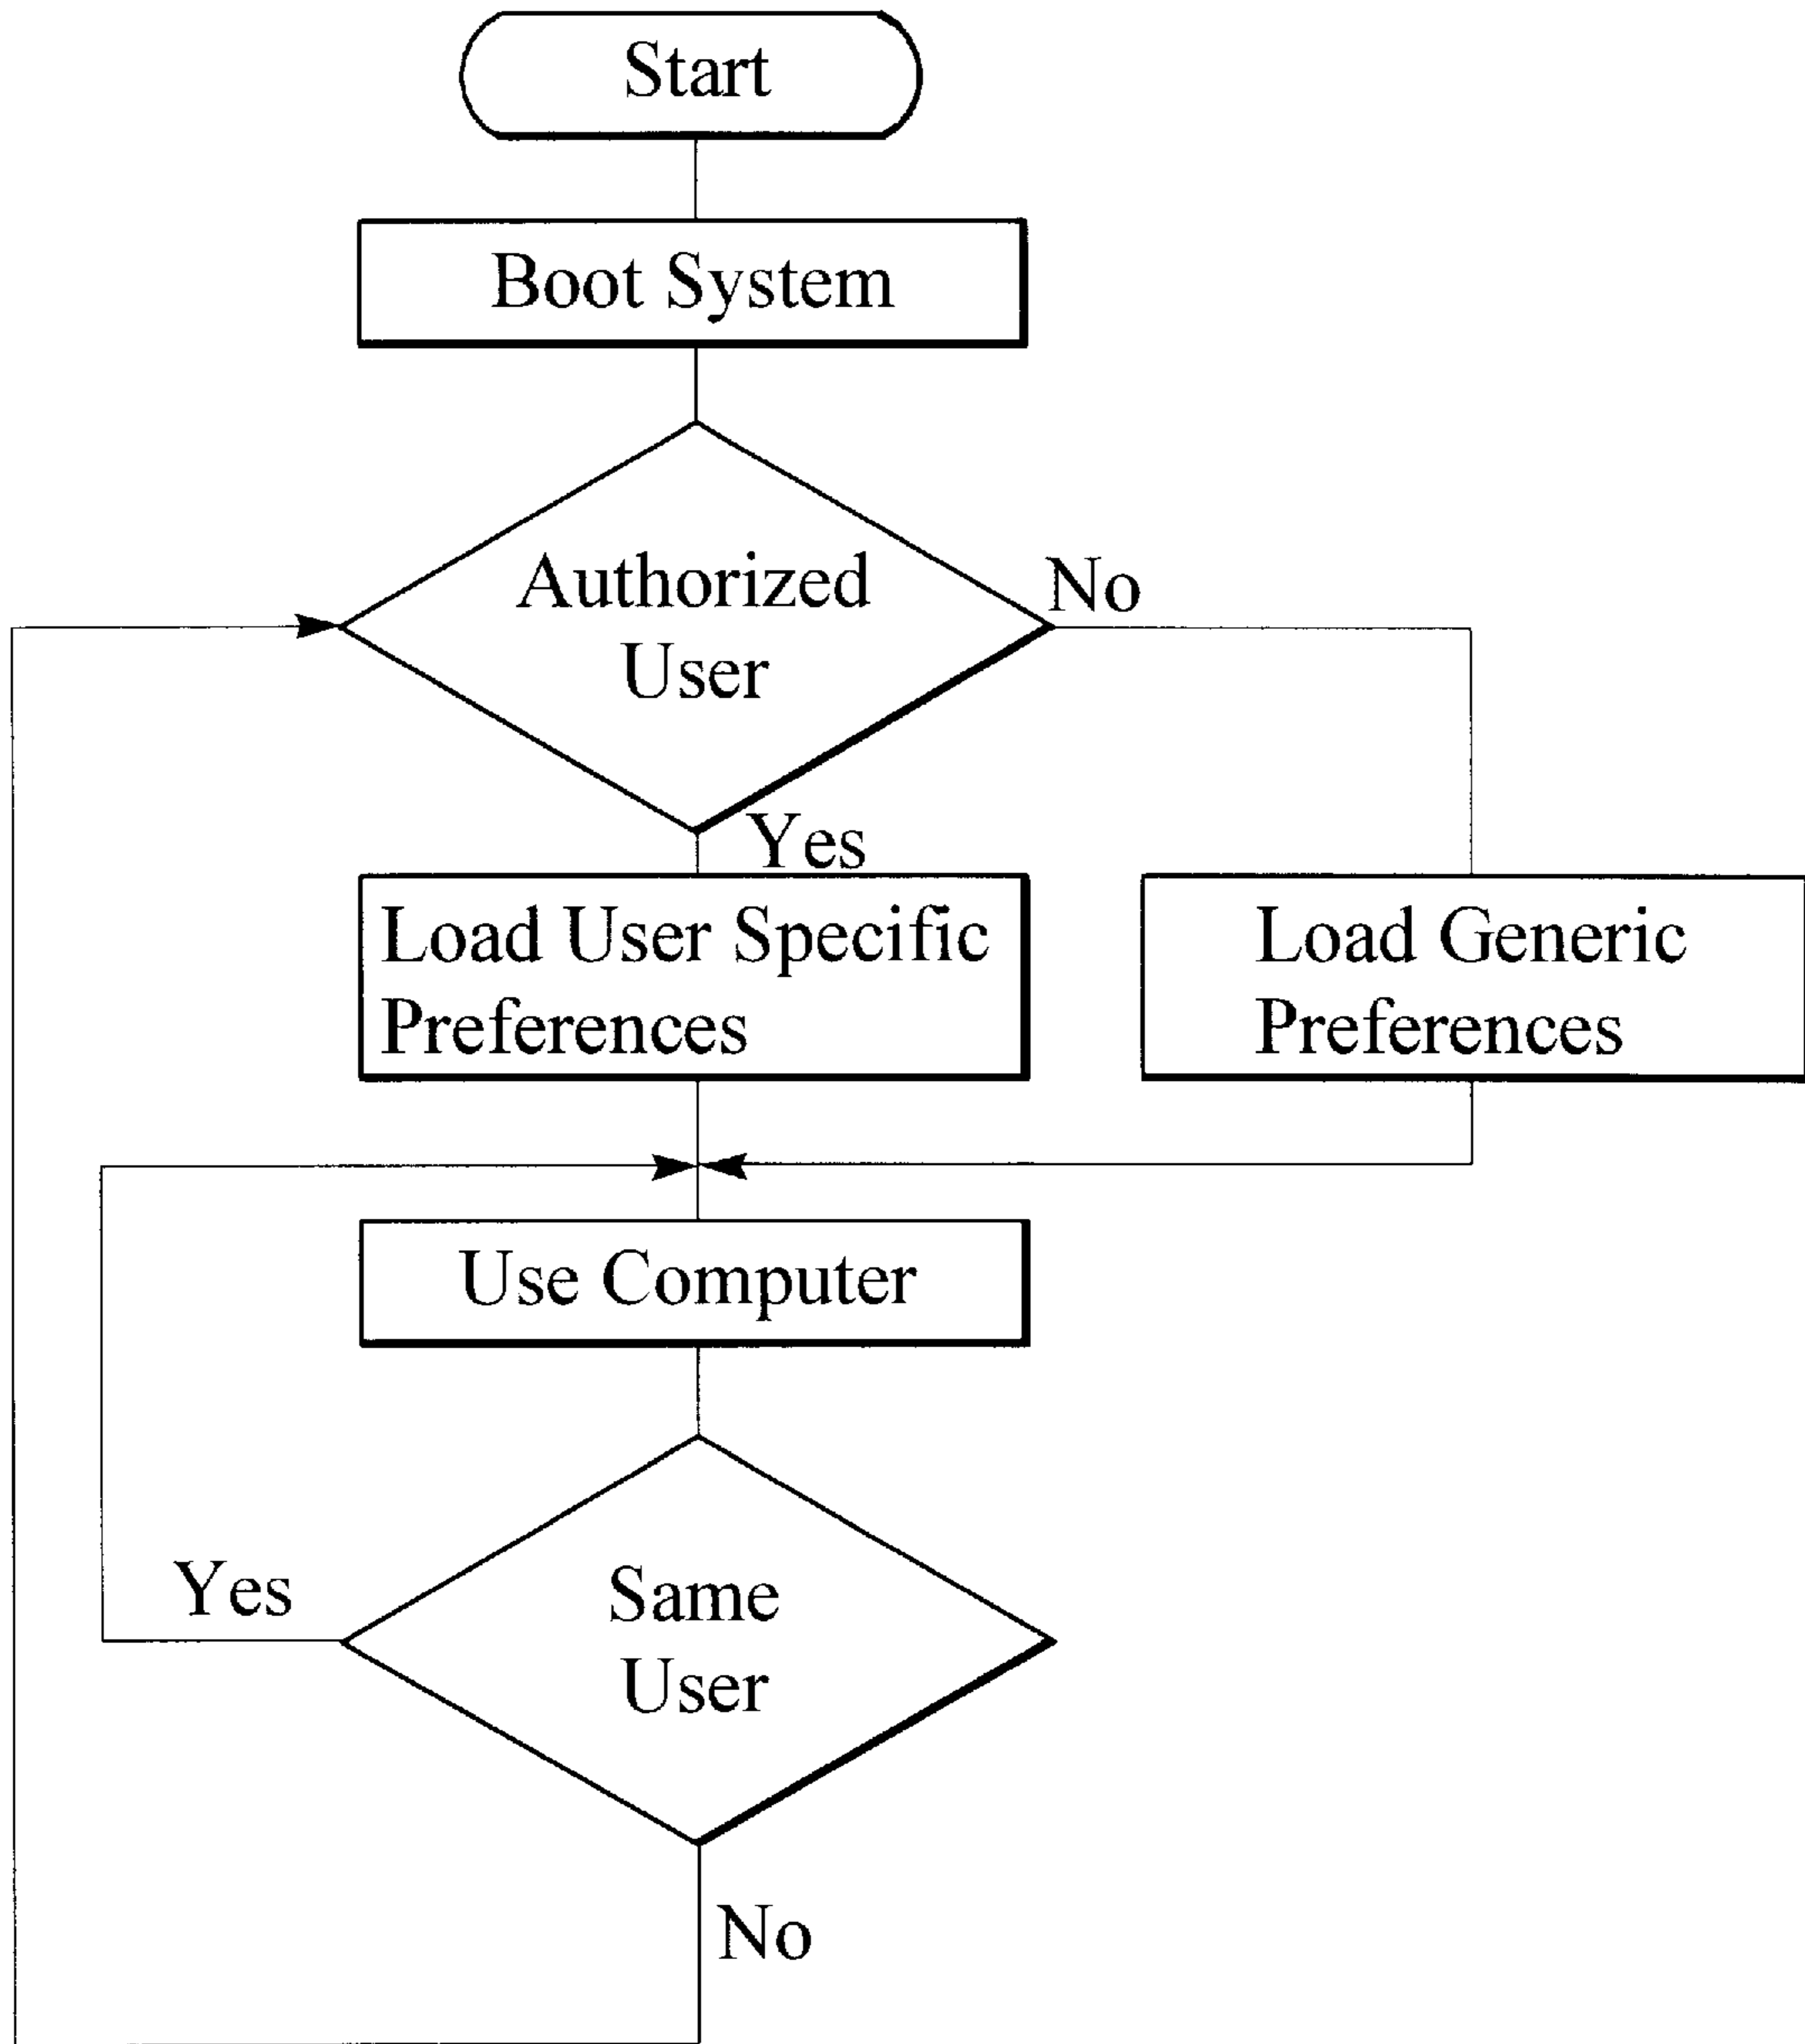 Start
Boot System
Authorized
User
No
Yes
Load User Specific
Preferences
Load Generic
Preferences
Use Computer
Same
User
Yes
No